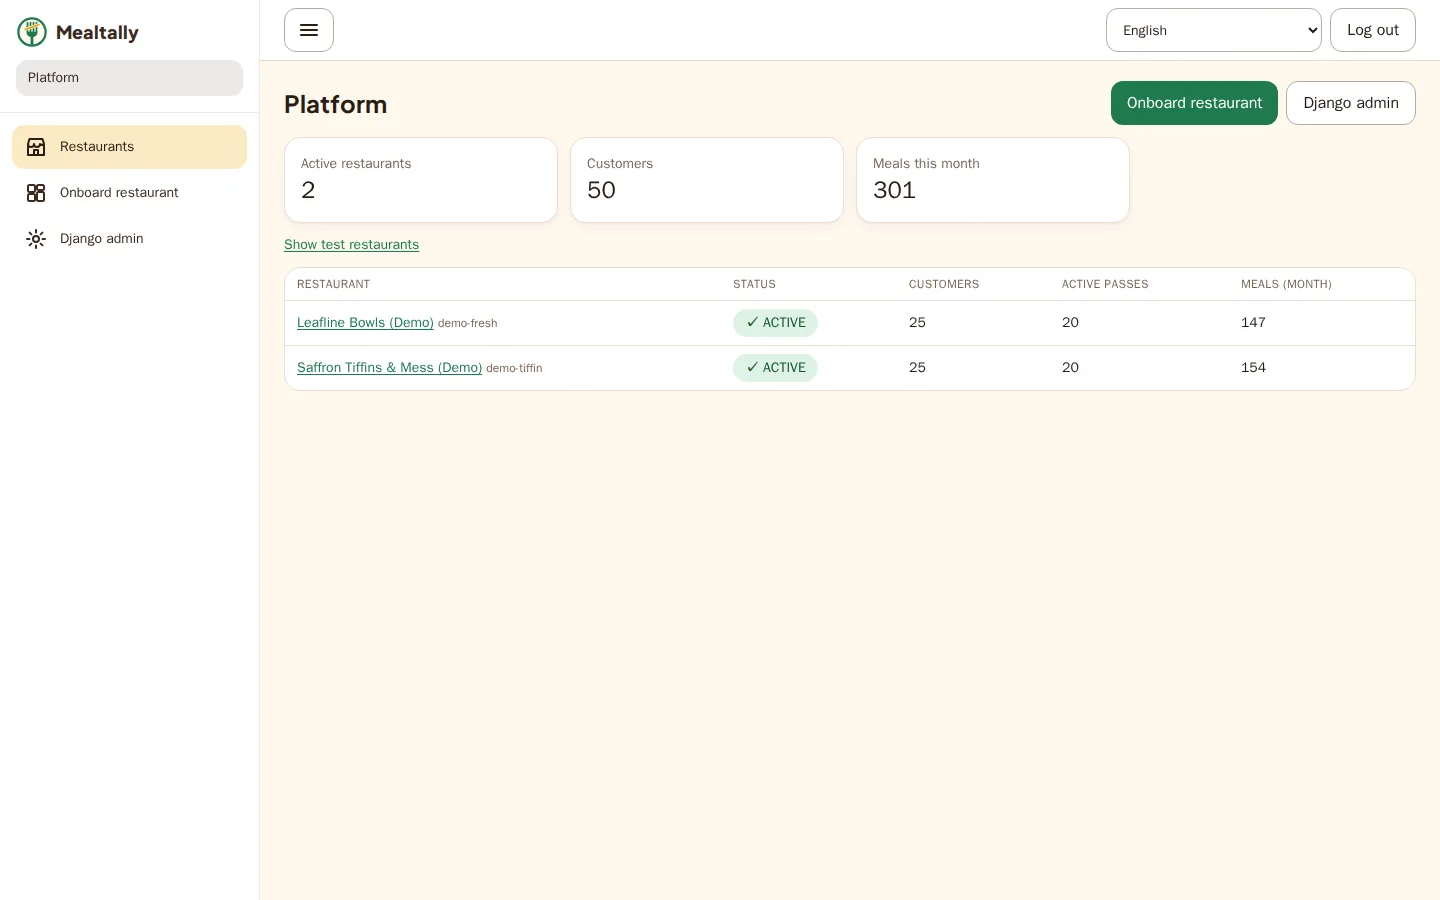 Mealtally
Platform
Restaurants
Onboard restaurant
Django admin
English
Log out
Platform
Onboard restaurant
Django admin
Active restaurants
2
Customers
50
Meals this month
301
Show test restaurants
RESTAURANT STATUS CUSTOMERS ACTIVE PASSES MEALS (MONTH)
Leafline Bowls (Demo) demo-fresh ✓ ACTIVE 25 20 147
Saffron Tiffins & Mess (Demo) demo-tiffin ✓ ACTIVE 25 20 154